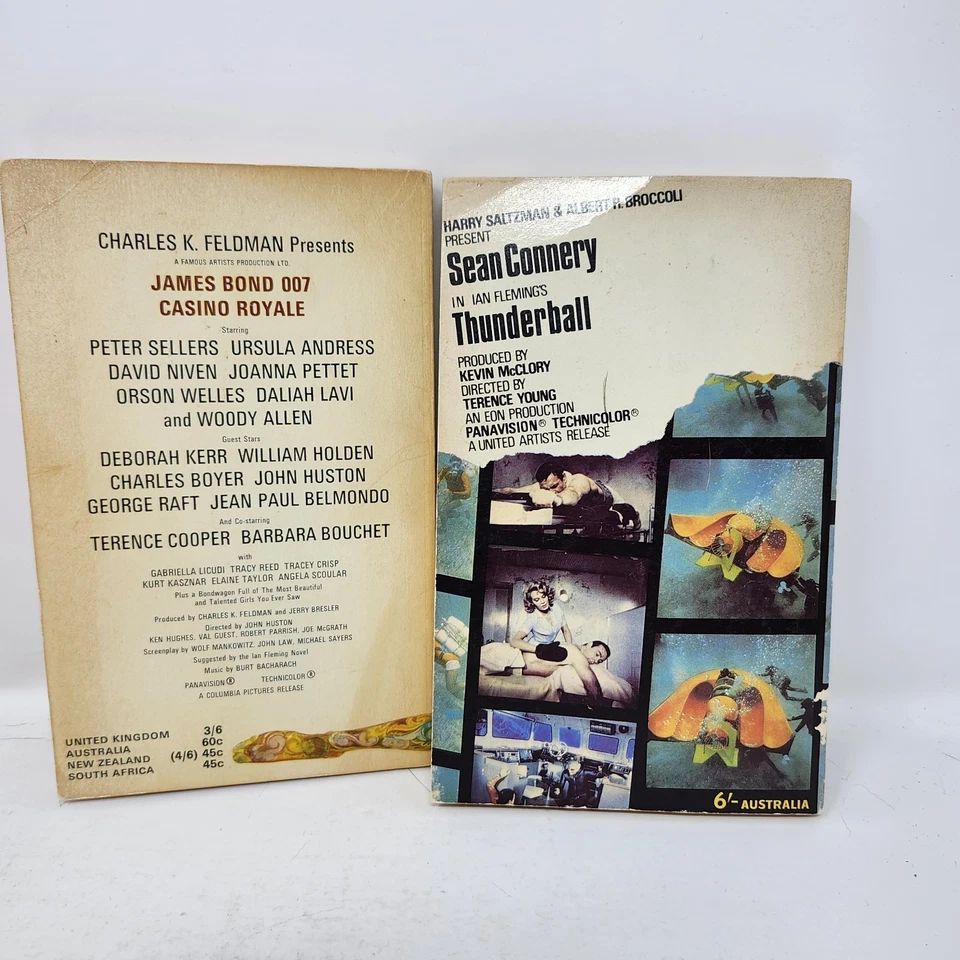 CHARLES K. FELDMAN Presents
A FAMOUS ARTISTS PRODUCTION LTD.
JAMES BOND 007
CASINO ROYALE
Starring
PETER SELLERS URSULA ANDRESS
DAVID NIVEN JOANNA PETTET
ORSON WELLES DALIAH LAVI
and WOODY ALLEN
Guest Stars
DEBORAH KERR WILLIAM HOLDEN
CHARLES BOYER JOHN HUSTON
GEORGE RAFT JEAN PAUL BELMONDO
And Co-starring
TERENCE COOPER BARBARA BOUCHET
with
GABRIELLA LICUDI TRACY REED TRACEY CRISP
KURT KASZNAR ELAINE TAYLOR ANGELA SCOULAR
Plus a Bondwagon Full of The Most Beautiful
and Talented Girls You Ever Saw
Produced by CHARLES K. FELDMAN and JERRY BRESLER
Directed by JOHN HUSTON
KEN HUGHES, VAL GUEST, ROBERT PARRISH, JOE McGRATH
Screenplay by WOLF MANKOWITZ, JOHN LAW, MICHAEL SAYERS
Suggested by the Ian Fleming Novel
Music by BURT BACHARACH
PANAVISION® TECHNICOLOR®
A COLUMBIA PICTURES RELEASE
UNITED KINGDOM 3/6
AUSTRALIA 60c
NEW ZEALAND (4/6) 45c
SOUTH AFRICA 45c
HARRY SALTZMAN & ALBERT R. BROCCOLI
PRESENT
Sean Connery
IN IAN FLEMING'S
Thunderball
PRODUCED BY
KEVIN McCLORY
DIRECTED BY
TERENCE YOUNG
AN EON PRODUCTION
PANAVISION® TECHNICOLOR®
A UNITED ARTISTS RELEASE
6/- AUSTRALIA